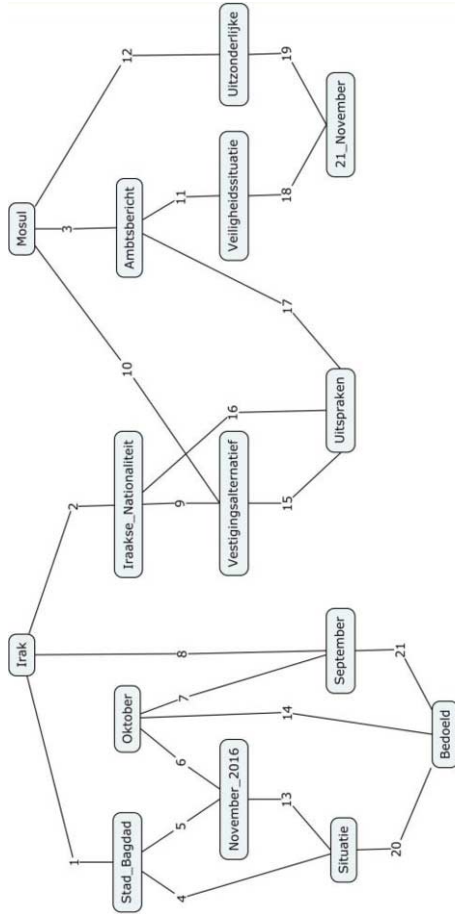 Irak
Mosul
1
2
3
12
8
10
Stad_Bagdad
Oktober
Iraakse_Nationaliteit
Ambtsbericht
4
5
6
7
14
9
16
17
11
November_2016
Vestigingsalternatief
Veiligheidssituatie
Uitzonderlijke
13
15
18
19
Situatie
September
Uitspraken
21_November
20
21
Bedoeld